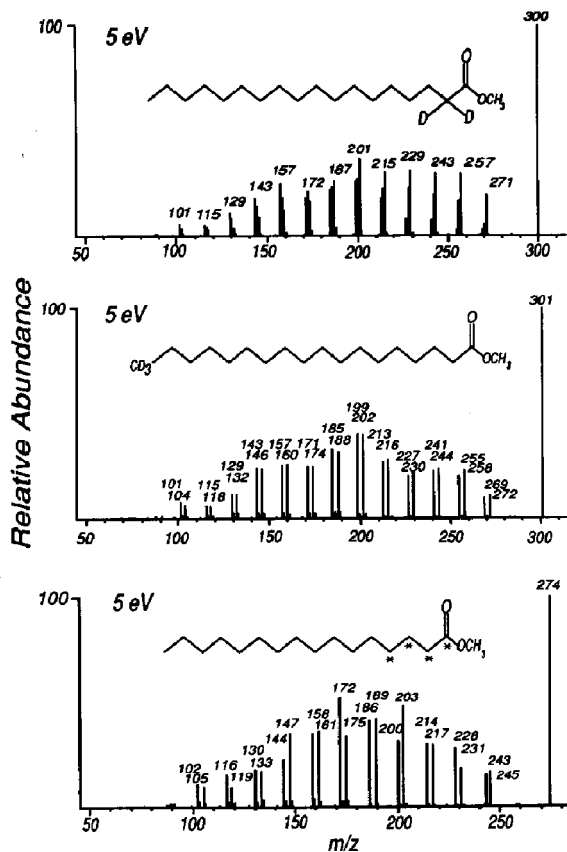 100
5 eV
300
O
OCH3
D D
101 115 129 143 157 172 187 201 215 229 243 257 271
50 100 150 200 250 300
Relative Abundance
100
5 eV
301
O
CD3 OCH3
101 104 115 118 129 132 143 146 157 160 171 174 185 188 199 202 213 216 227 230 241 244 255 258 269 272
50 100 150 200 250 300
100
5 eV
274
O
OCH3
* * * *
102 105 116 119 130 133 144 147 158 181 172 175 186 189 200 203 214 217 228 231 243 245
50 100 150 200 250
m/z